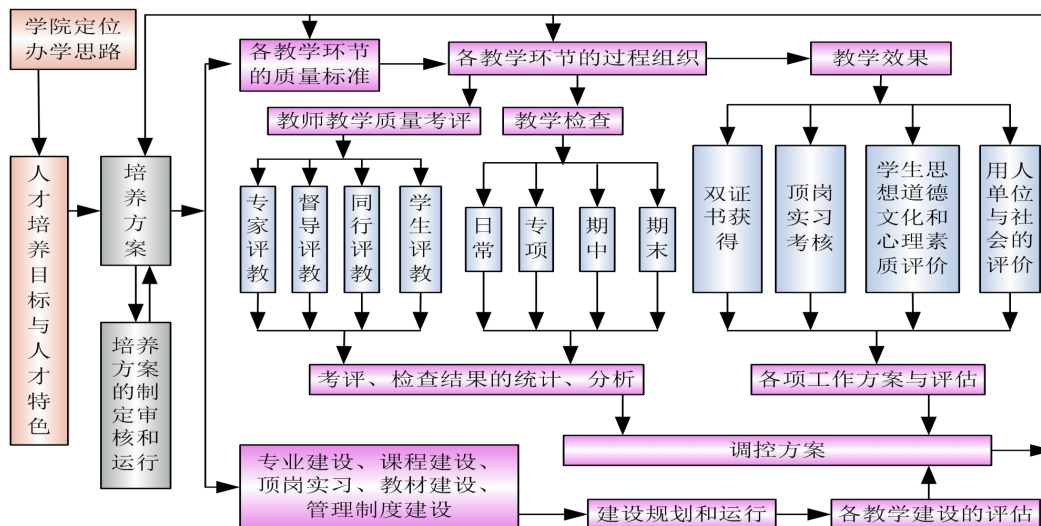 学院定位
办学思路
人才培养目标与人才特色
培养方案
培养
方案
的制
定审
核和
运行
各教学环节
的质量标准
各教学环节的过程组织
教学效果
教师教学质量考评
教学检查
专家评教
督导评教
同行评教
学生评教
日常
专项
期中
期末
双证
书获
得
顶岗
实习
考核
学生思
想道德
文化和
心理素
质评价
用人
单位
与社
会的
评价
考评、检查结果的统计、分析
各项工作方案与评估
调控方案
专业建设、课程建设、
顶岗实习、教材建设、
管理制度建设
建设规划和运行
各教学建设的评估